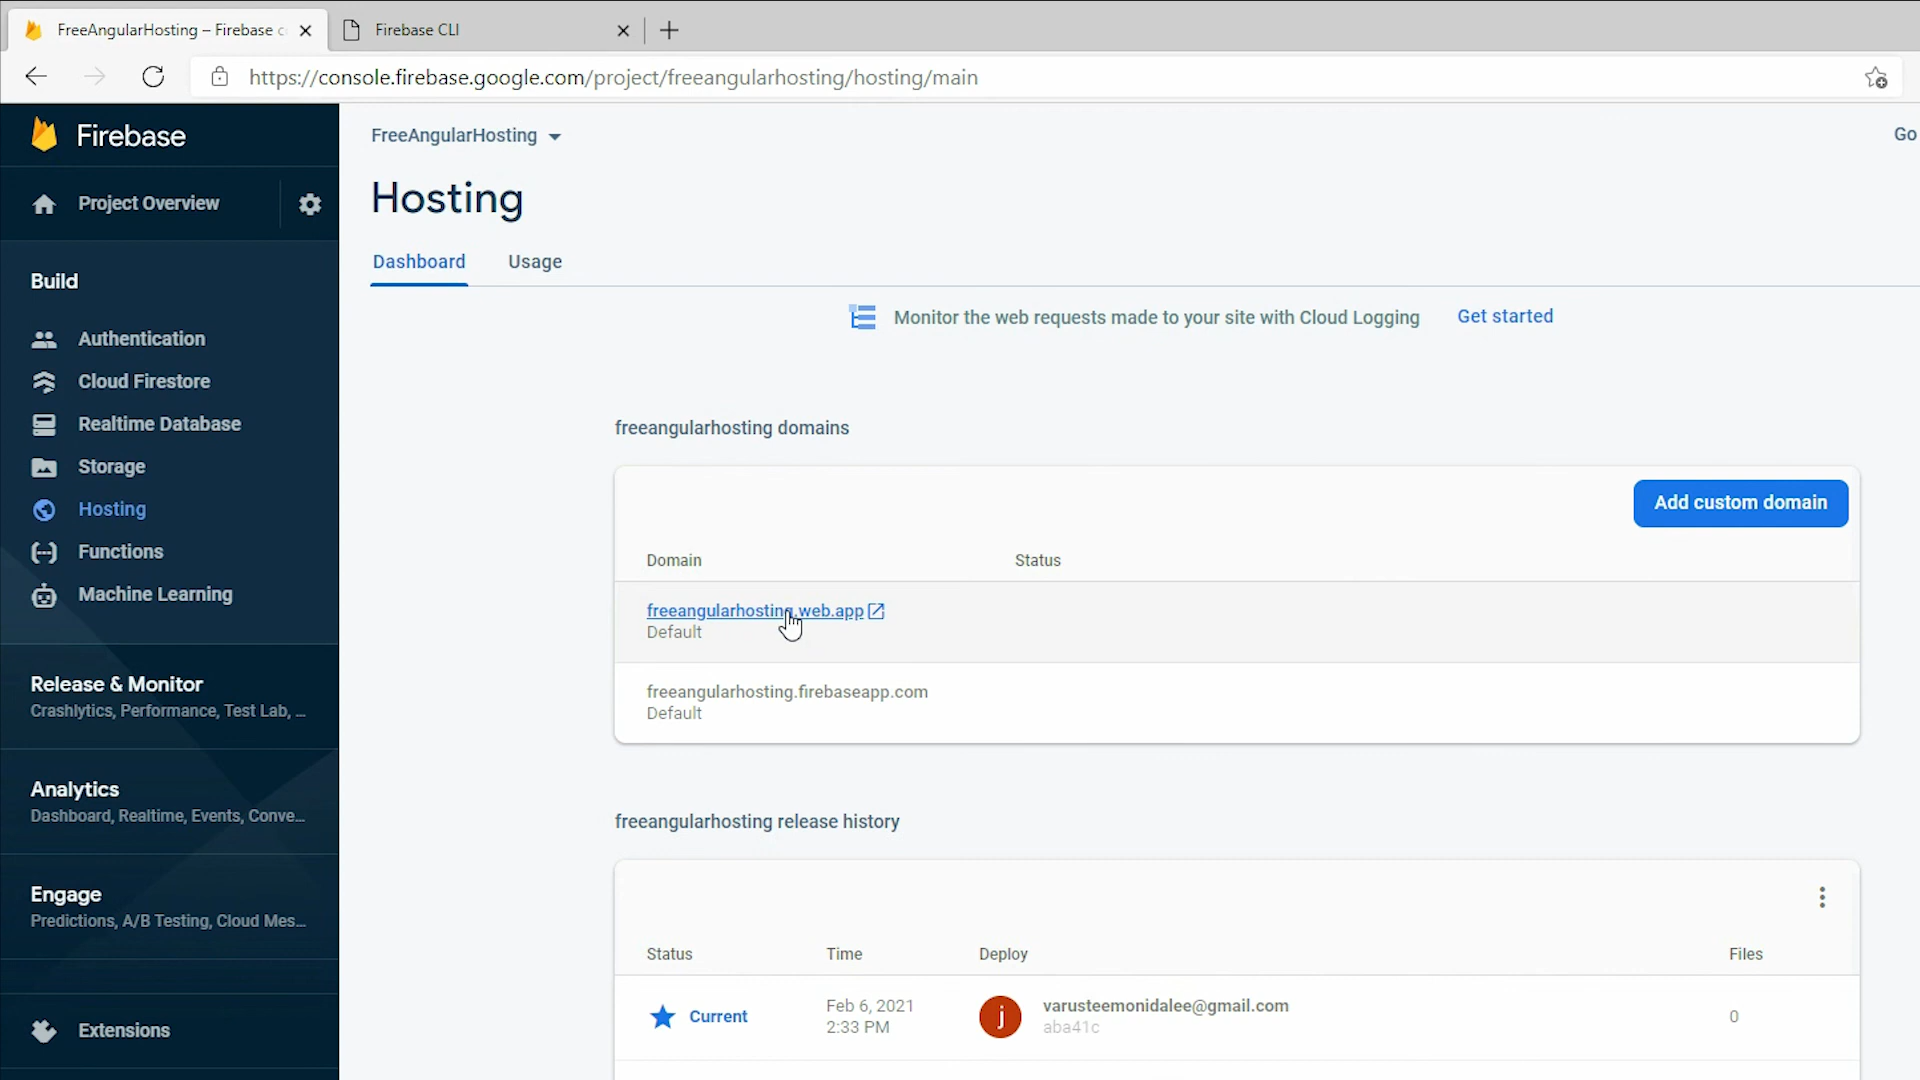 FreeAngularHosting – Firebase c
Firebase CLI
https://console.firebase.google.com/project/freeangularhosting/hosting/main
Firebase
Project Overview
Build
Authentication
Cloud Firestore
Realtime Database
Storage
Hosting
Functions
Machine Learning
Release & Monitor
Crashlytics, Performance, Test Lab, ...
Analytics
Dashboard, Realtime, Events, Conve...
Engage
Predictions, A/B Testing, Cloud Mes...
Extensions
FreeAngularHosting
Go
Hosting
Dashboard Usage
Monitor the web requests made to your site with Cloud Logging Get started
freeangularhosting domains
Add custom domain
Domain Status
freeangularhosting.web.app
Default
freeangularhosting.firebaseapp.com
Default
freeangularhosting release history
Status Time Deploy Files
Current Feb 6, 2021 2:33 PM j varusteemonidalee@gmail.com aba41c 0